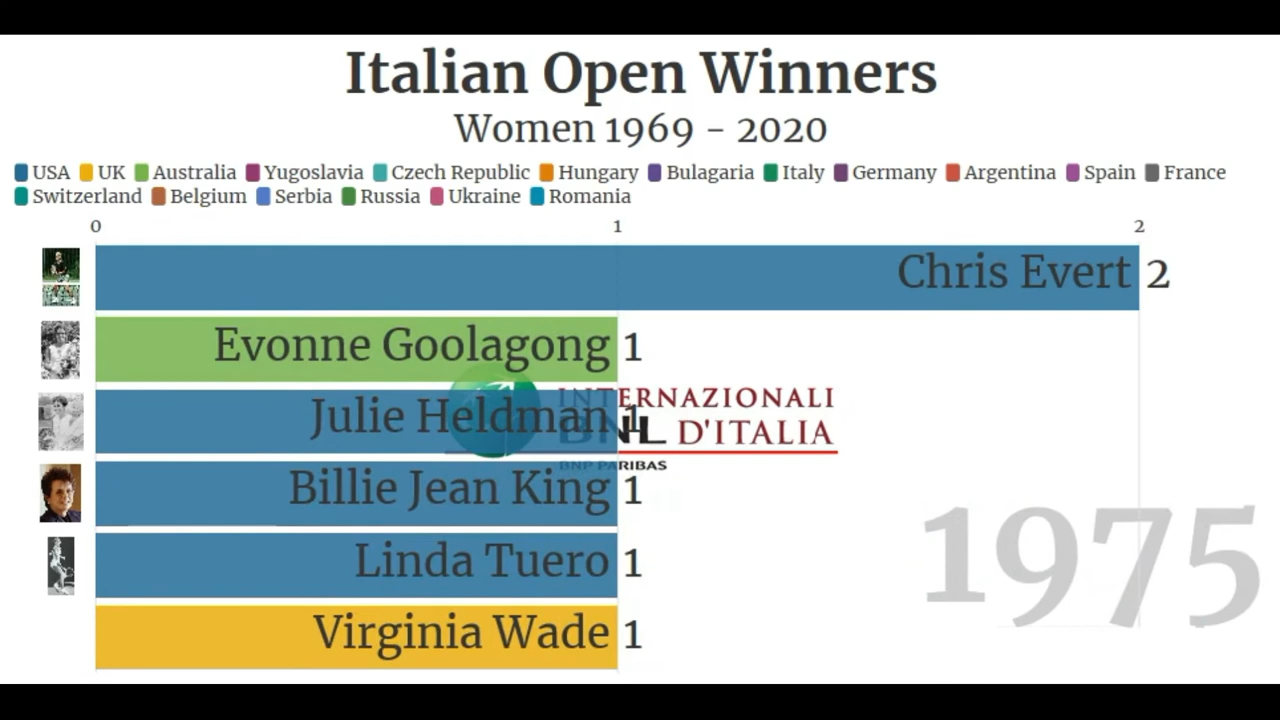 Italian Open Winners
Women 1969 - 2020
USA UK Australia Yugoslavia Czech Republic Hungary Bulagaria Italy Germany Argentina Spain France
Switzerland Belgium Serbia Russia Ukraine Romania
0 1 2
Chris Evert 2
Evonne Goolagong 1
INTERNAZIONALI
Julie Heldman 1
BNL D'ITALIA
BNP PARIBAS
Billie Jean King 1
Linda Tuero 1
1975
Virginia Wade 1